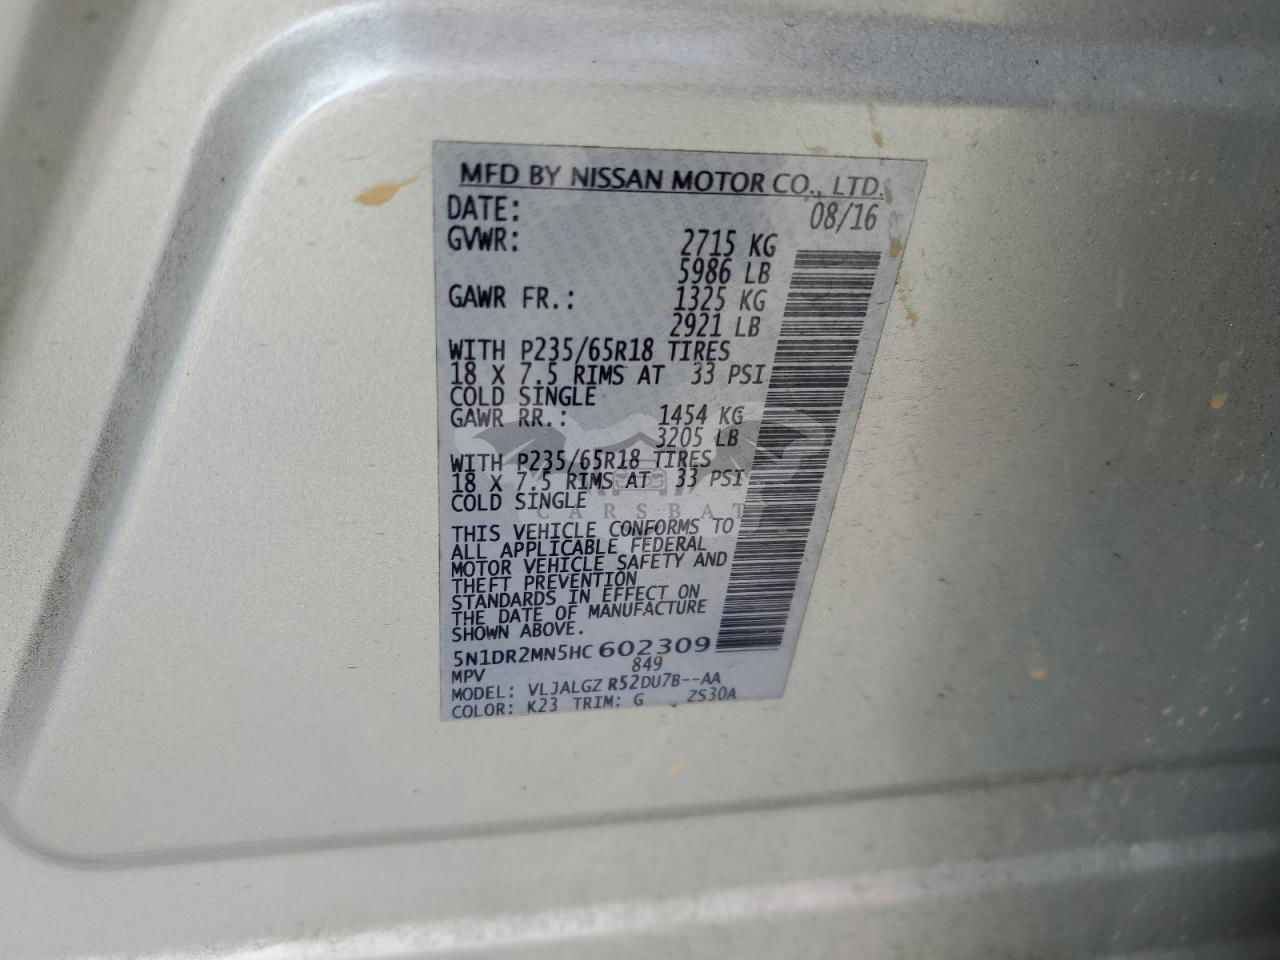 MFD BY NISSAN MOTOR CO., LTD.
DATE: 08/16
GVWR: 2715 KG
5986 LB
GAWR FR.: 1325 KG
2921 LB
WITH P235/65R18 TIRES
18 X 7.5 RIMS AT 33 PSI
COLD SINGLE
GAWR RR.: 1454 KG
3205 LB
WITH P235/65R18 TIRES
18 X 7.5 RIMS AT 33 PSI
COLD SINGLE
CARSBAT
THIS VEHICLE CONFORMS TO
ALL APPLICABLE FEDERAL
MOTOR VEHICLE SAFETY AND
THEFT PREVENTION
STANDARDS IN EFFECT ON
THE DATE OF MANUFACTURE
SHOWN ABOVE.
5N1DR2MN5HC 602309
MPV 849
MODEL: VLJALGZ R52DU7B--AA
COLOR: K23 TRIM: G ZS30A